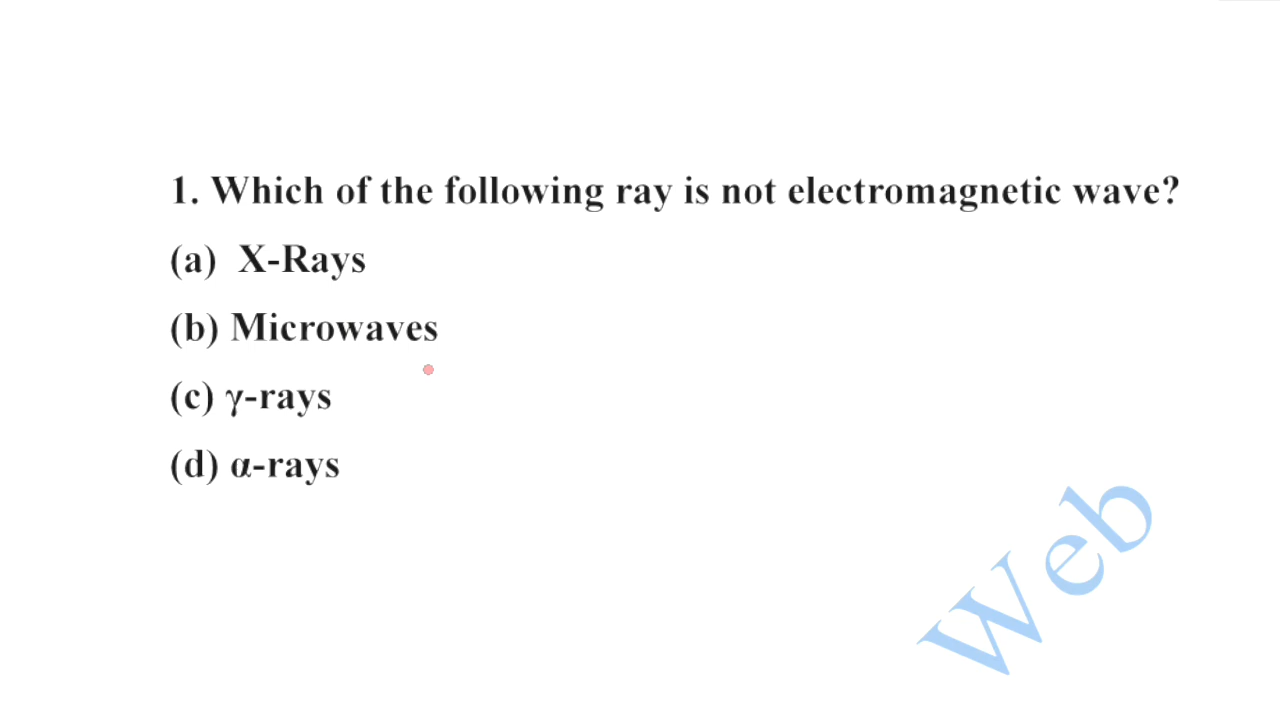 1. Which of the following ray is not electromagnetic wave?
(a) X-Rays
(b) Microwaves
(c) γ-rays
(d) α-rays
Web